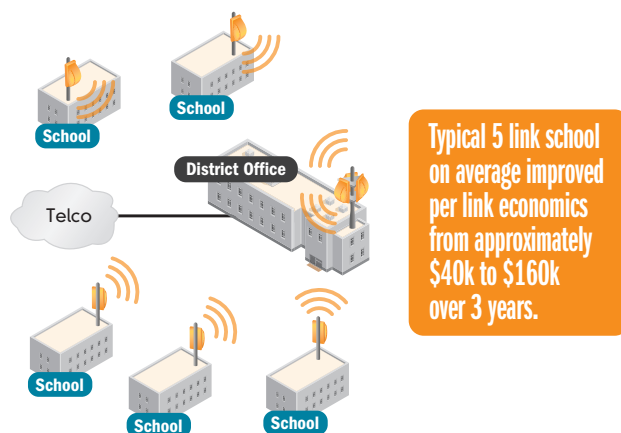 School
School
District Office
Telco
School
School
School
Typical 5 link school
on average improved
per link economics
from approximately
$40k to $160k
over 3 years.